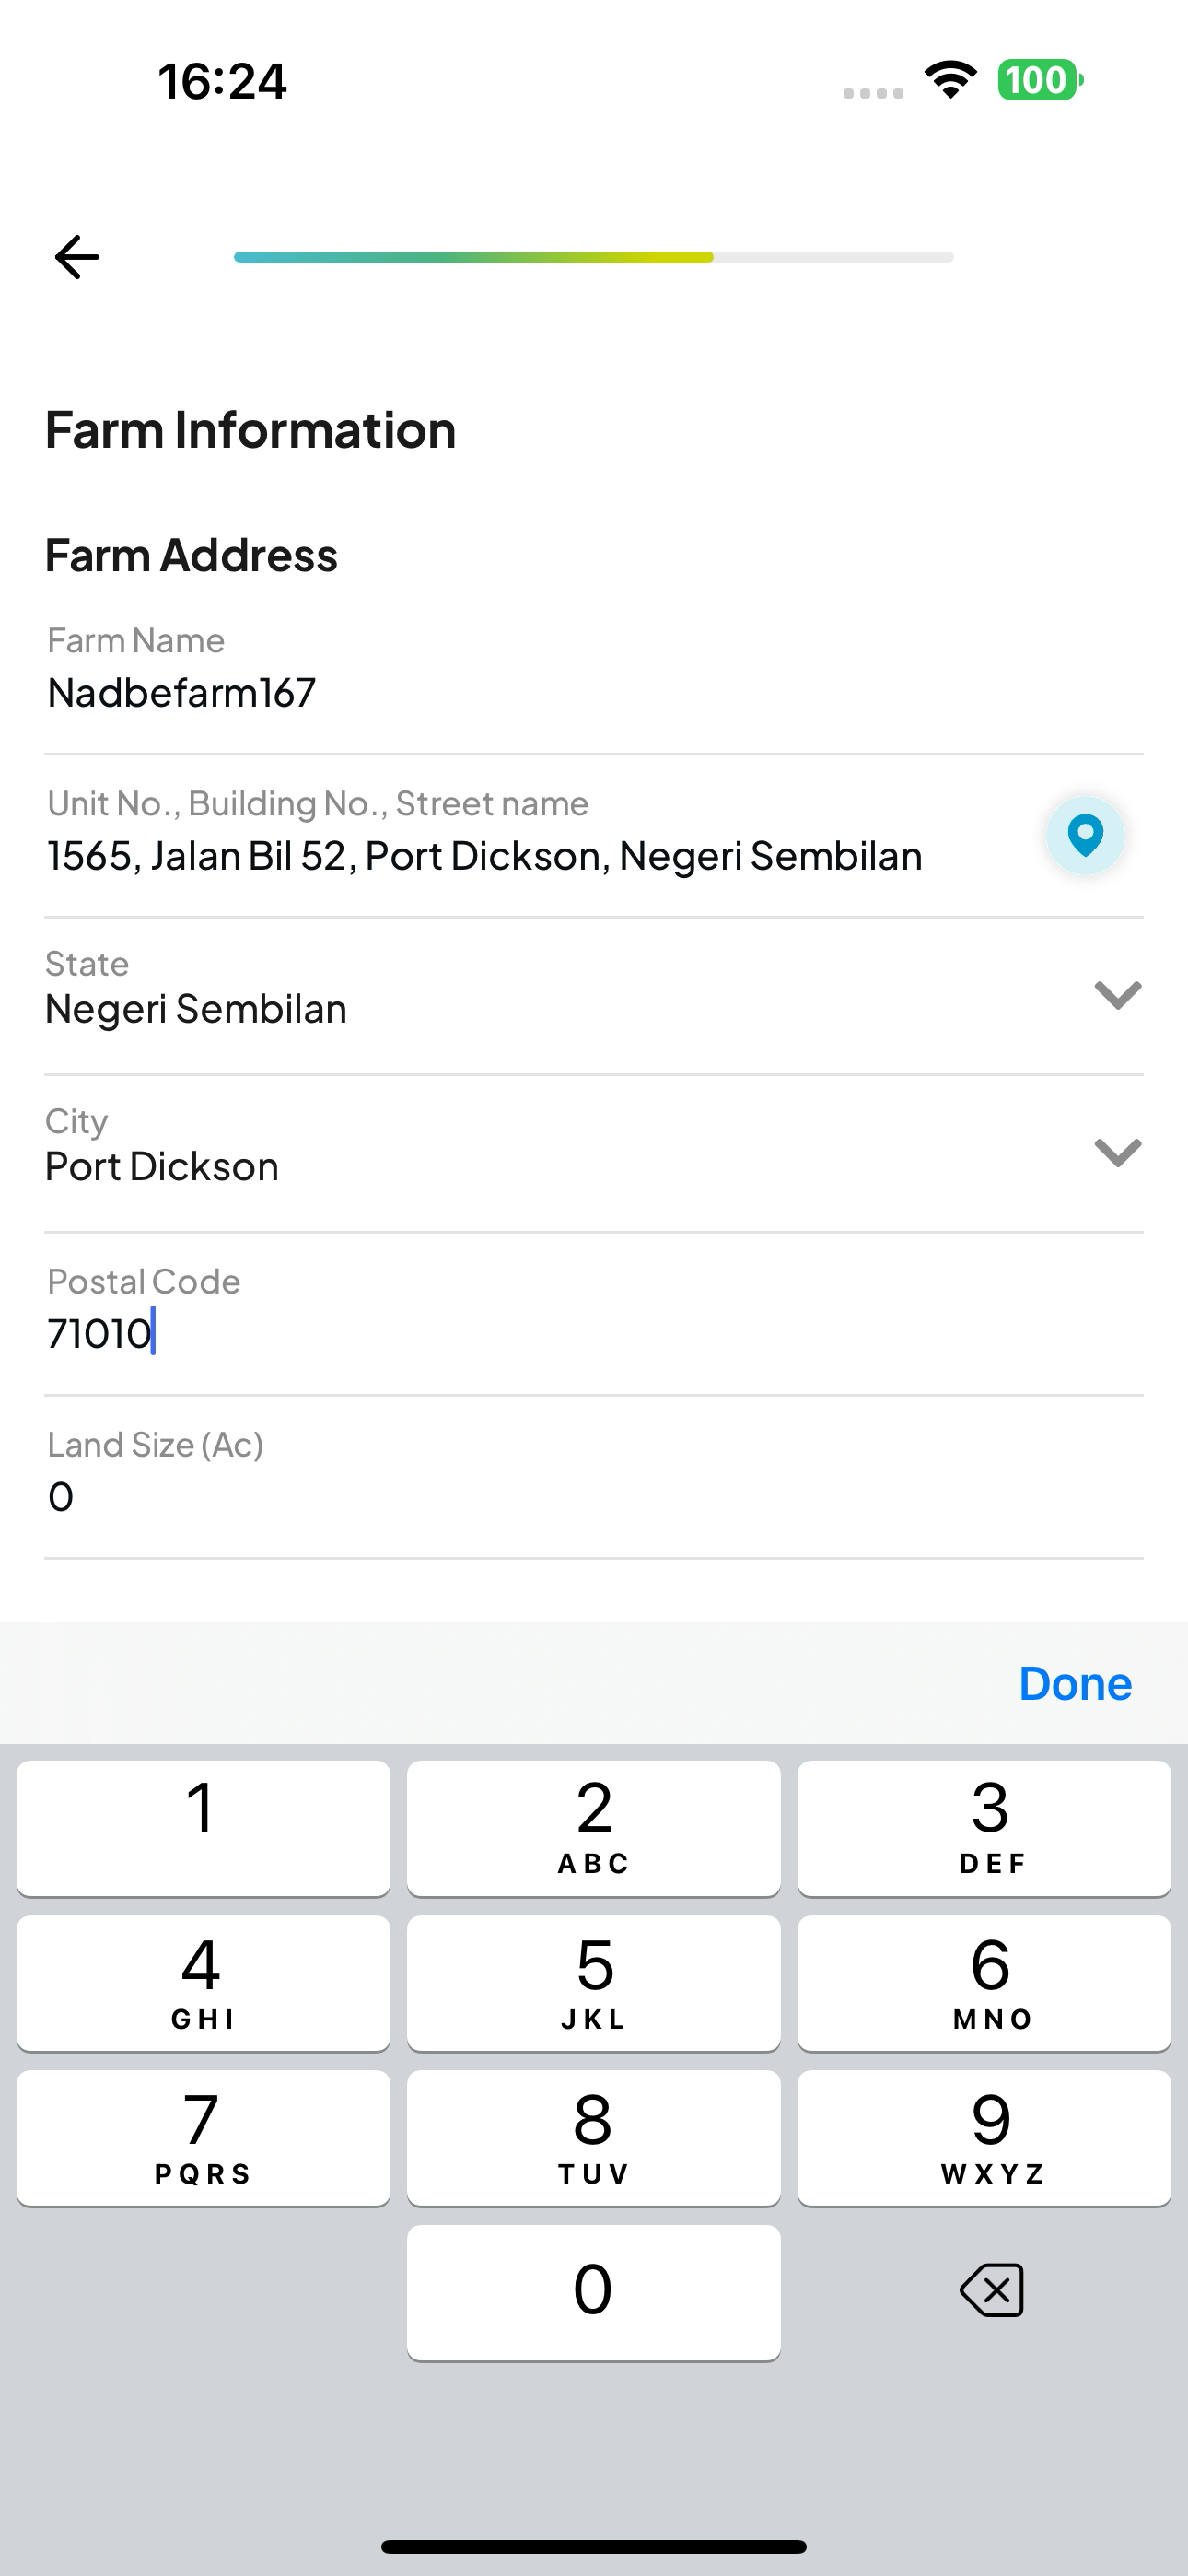 16:24
100
Farm Information
Farm Address
Farm Name
Nadbefarm167
Unit No., Building No., Street name
1565, Jalan Bil 52, Port Dickson, Negeri Sembilan
State
Negeri Sembilan
City
Port Dickson
Postal Code
71010
Land Size (Ac)
0
Done
1
2
ABC
3
DEF
4
GHI
5
JKL
6
MNO
7
PQRS
8
TUV
9
WXYZ
0